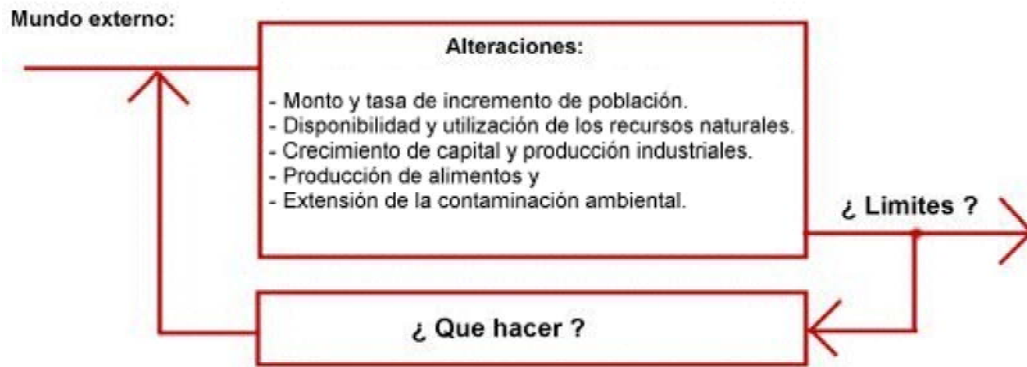 Mundo externo:
Alteraciones:
- Monto y tasa de incremento de población.
- Disponibilidad y utilización de los recursos naturales.
- Crecimiento de capital y producción industriales.
- Producción de alimentos y
- Extensión de la contaminación ambiental.
¿ Limites ?
¿ Que hacer ?